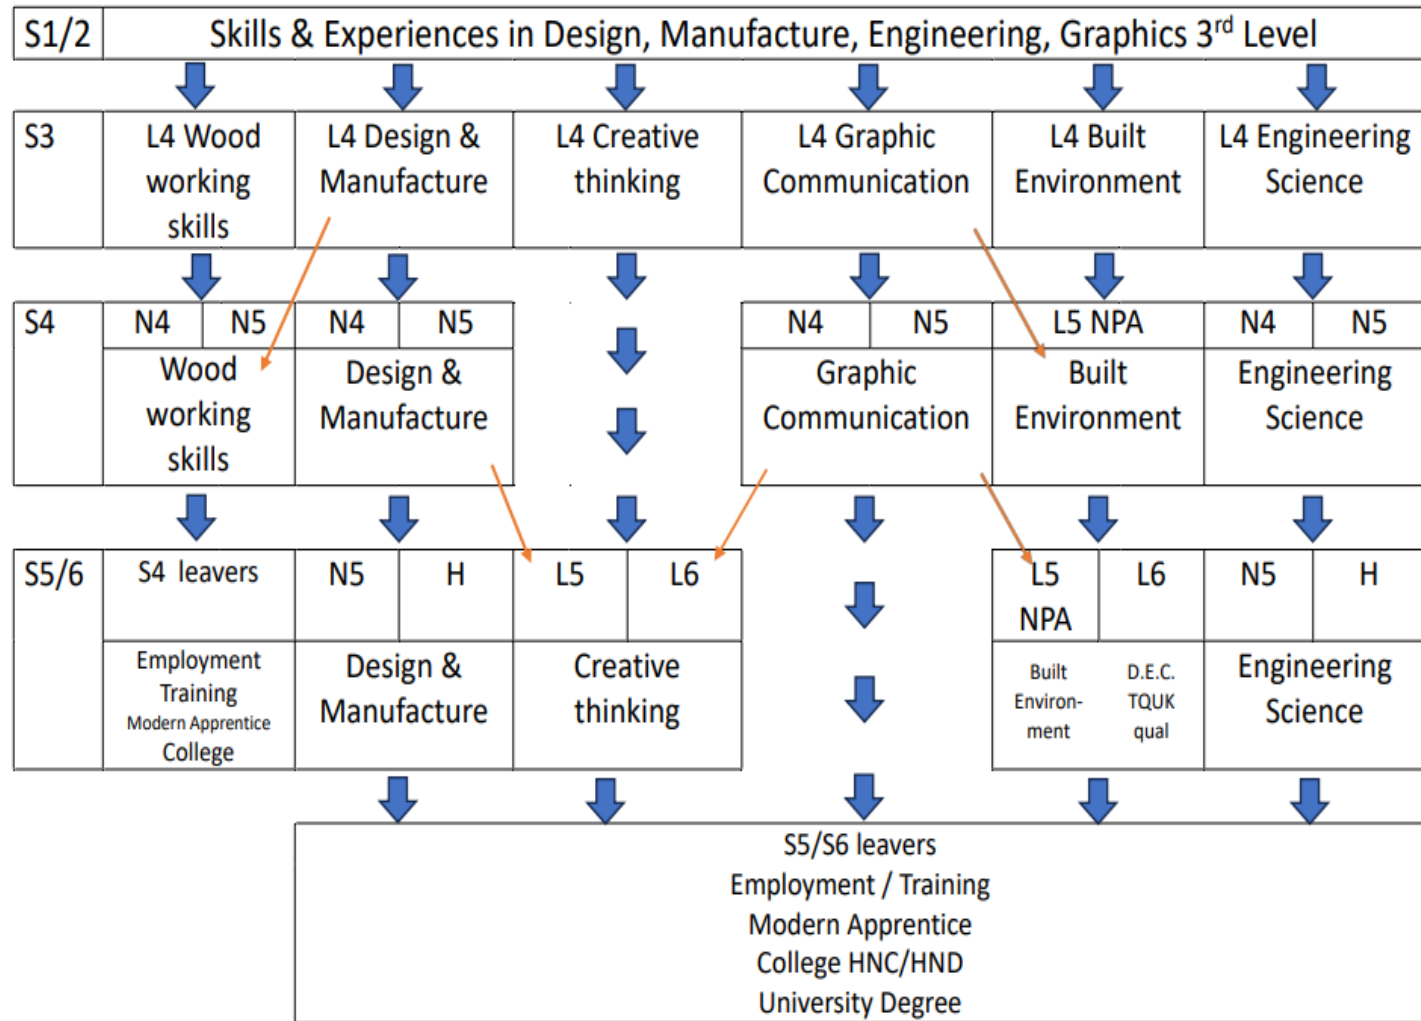 S1/2 Skills & Experiences in Design, Manufacture, Engineering, Graphics 3rd Level
S3
L4 Wood
working
skills
L4 Design &
Manufacture
L4 Creative
thinking
L4 Graphic
Communication
L4 Built
Environment
L4 Engineering
Science
S4
N4 N5
Wood
working
skills
N4 N5
Design &
Manufacture
N4 N5
Graphic
Communication
L5 NPA
Built
Environment
N4 N5
Engineering
Science
S5/6
S4 leavers
Employment
Training
Modern Apprentice
College
N5 H
Design &
Manufacture
L5 L6
Creative
thinking
L5
NPA
Built
Environ-
ment
L6
D.E.C.
TQUK
qual
N5 H
Engineering
Science
S5/S6 leavers
Employment / Training
Modern Apprentice
College HNC/HND
University Degree